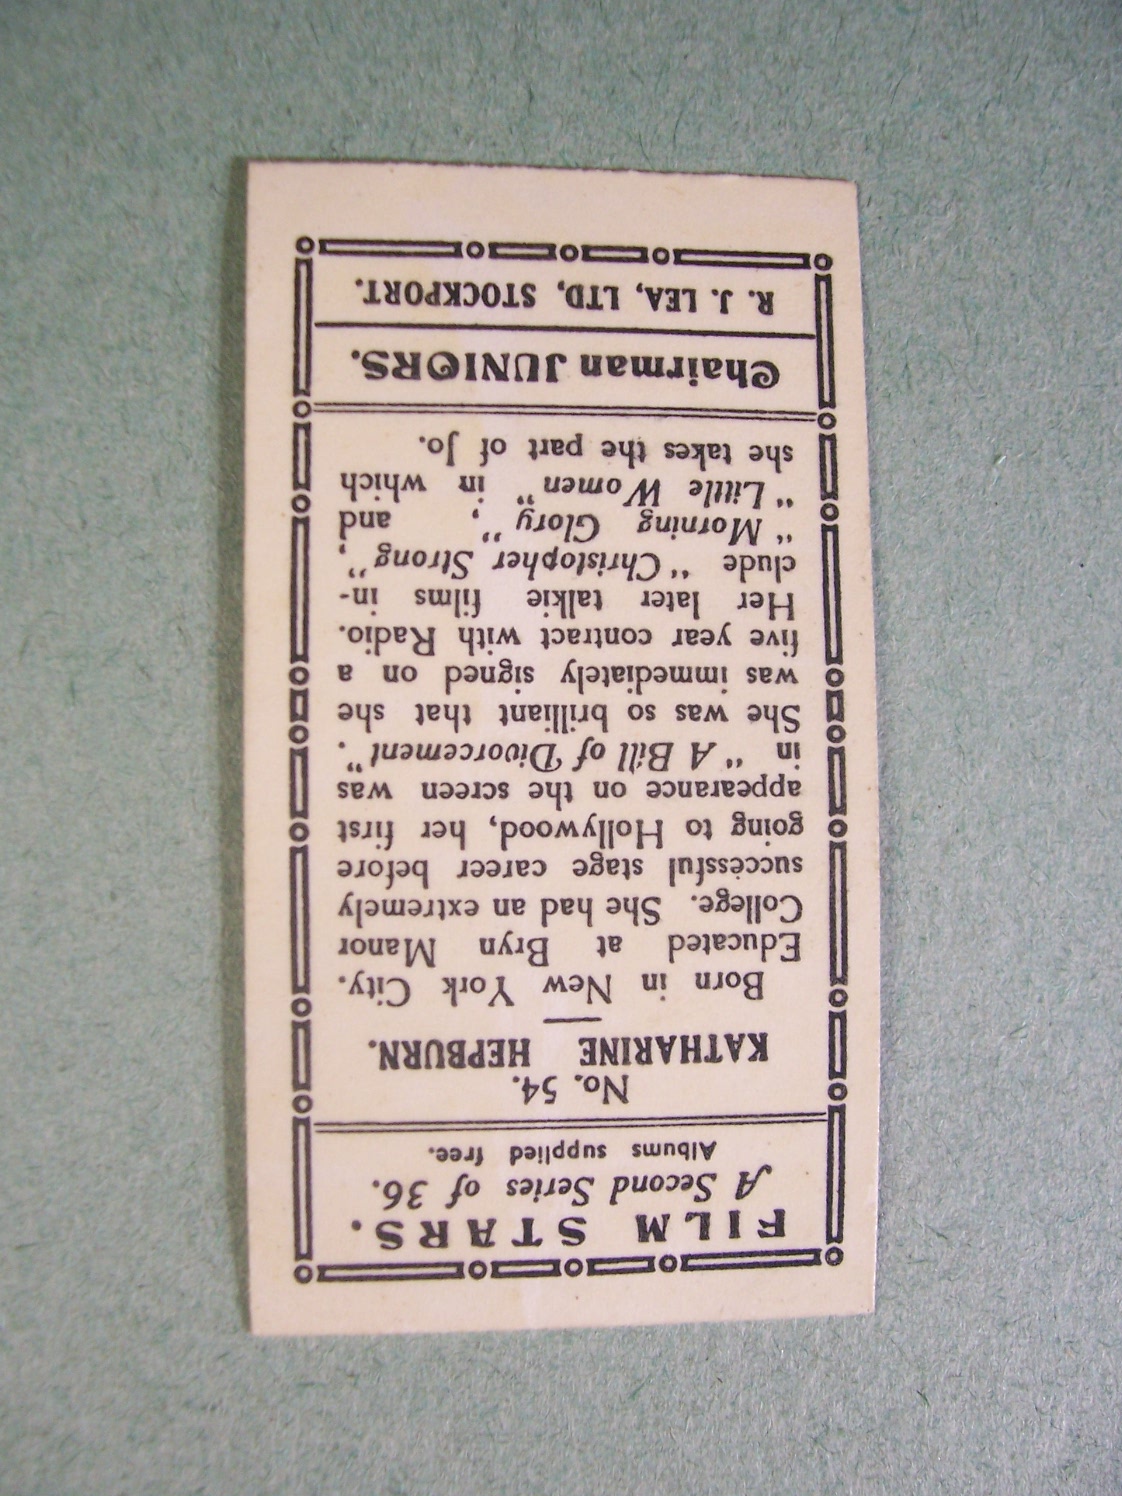 FILM STARS.
A Second Series of 36.
Albums supplied free.
No. 54.
KATHARINE HEPBURN.
Born in New York City.
Educated at Bryn Manor
College. She had an extremely
successful stage career before
going to Hollywood, her first
appearance on the screen was
in "A Bill of Divorcement".
She was so brilliant that she
was immediately signed on a
five year contract with Radio.
Her later talkie films in-
clude "Christopher Strong",
"Morning Glory", and
"Little Women" in which
she takes the part of Jo.
Chairman JUNIORS.
R. J. LEA, LTD, STOCKPORT.